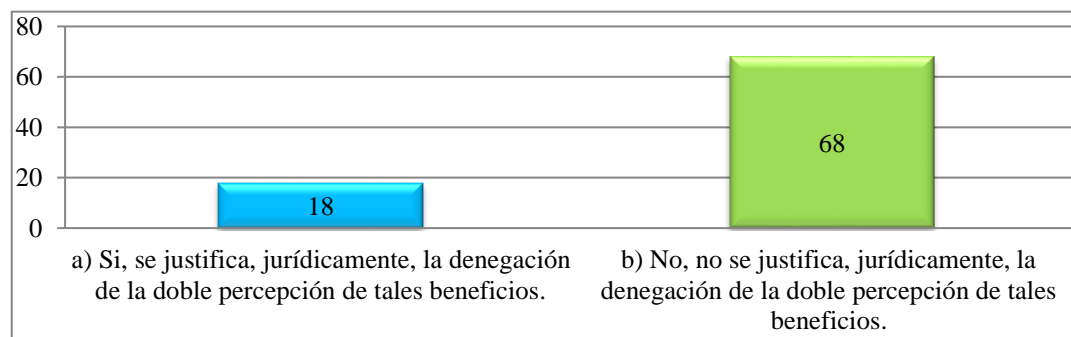 80
60
40
20
0
18
68
a) Si, se justifica, jurídicamente, la denegación
de la doble percepción de tales beneficios.
b) No, no se justifica, jurídicamente, la
denegación de la doble percepción de tales
beneficios.